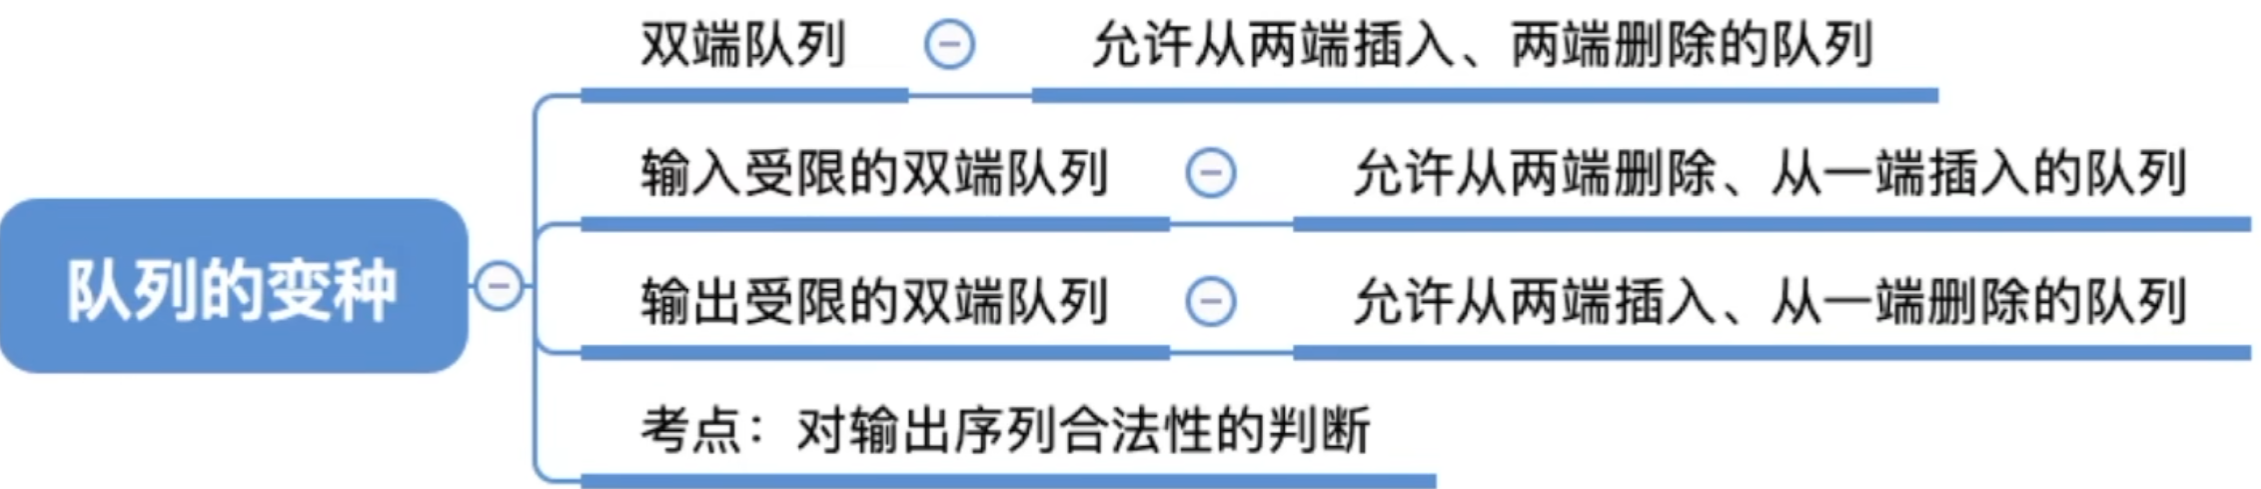 队列的变种
双端队列
允许从两端插入、两端删除的队列
输入受限的双端队列
允许从两端删除、从一端插入的队列
输出受限的双端队列
允许从两端插入、从一端删除的队列
考点：对输出序列合法性的判断